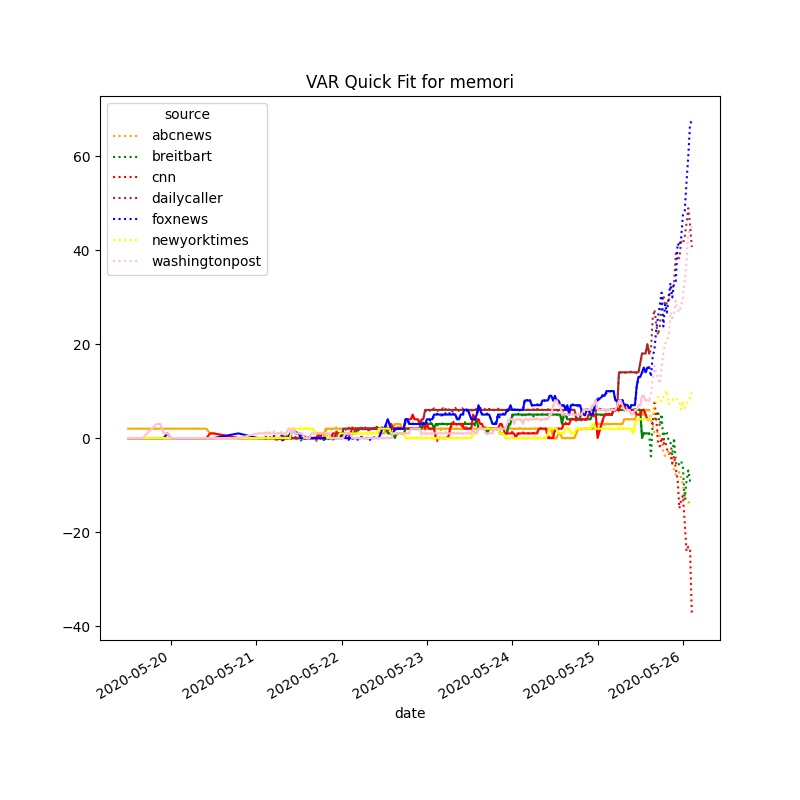 VAR Quick Fit for memori
source
abcnews
breitbart
cnn
dailycaller
foxnews
newyorktimes
washingtonpost
60
40
20
0
−20
−40
2020-05-20
2020-05-21
2020-05-22
2020-05-23
2020-05-24
2020-05-25
2020-05-26
date